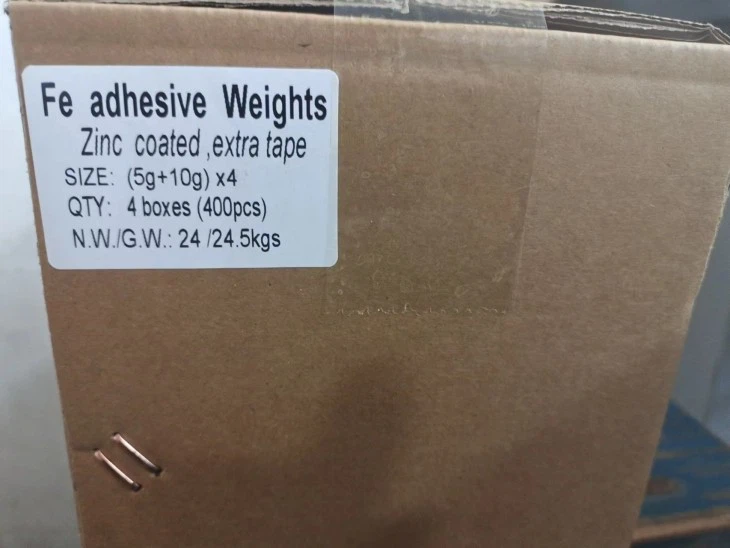 Fe adhesive Weights
Zinc coated ,extra tape
SIZE: (5g+10g) x4
QTY: 4 boxes (400pcs)
N.W./G.W.: 24 /24.5kgs